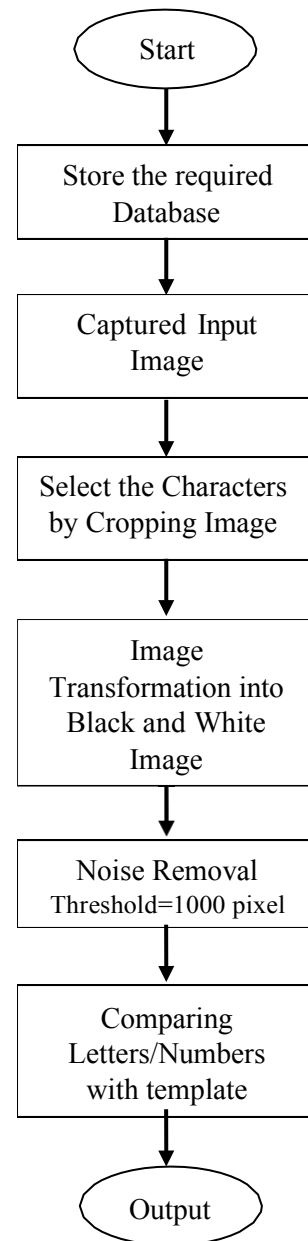 Start
Store the required
Database
Captured Input
Image
Select the Characters
by Cropping Image
Image
Transformation into
Black and White
Image
Noise Removal
Threshold=1000 pixel
Comparing
Letters/Numbers
with template
Output